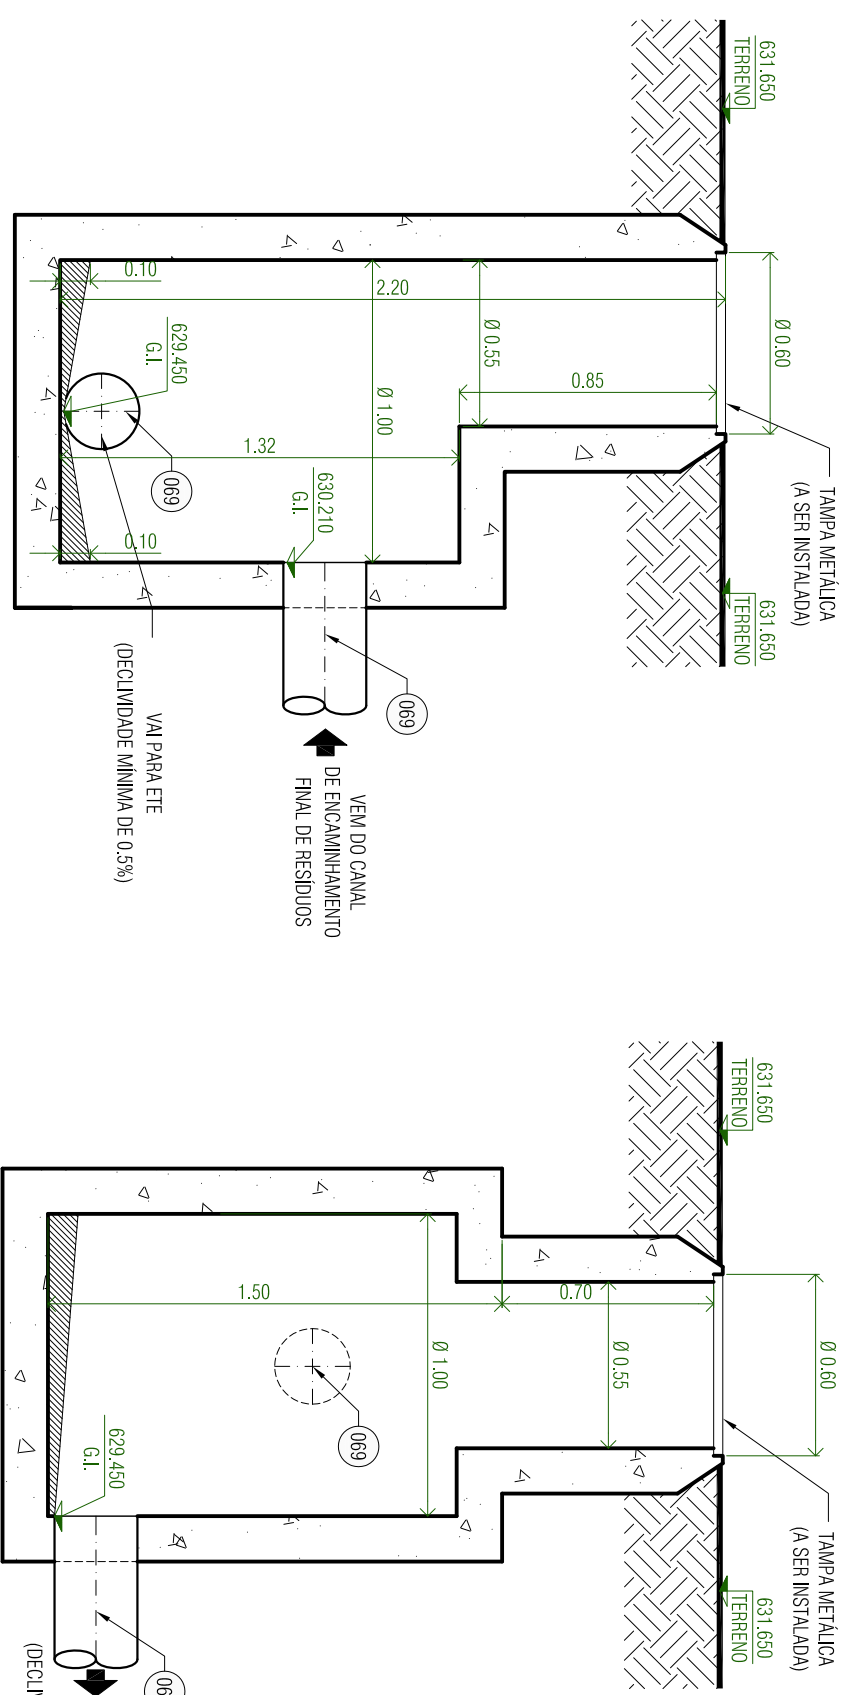 631.650
TERRENO
Ø 0.60
TAMPA METÁLICA
(A SER INSTALADA)
631.650
TERRENO
0.10
2.20
Ø 0.55
0.85
Ø 1.00
629.450
G.I.
1.32
069
630.210
G.I.
0.10
069
VAI PARA ETE
(DECLIVIDADE MÍNIMA DE 0.5%)
VEM DO CANAL
DE ENCAMINHAMENTO
FINAL DE RESÍDUOS
631.650
TERRENO
Ø 0.60
TAMPA METÁLICA
(A SER INSTALADA)
631.650
TERRENO
1.50
0.70
Ø 1.00
Ø 0.55
069
629.450
G.I.